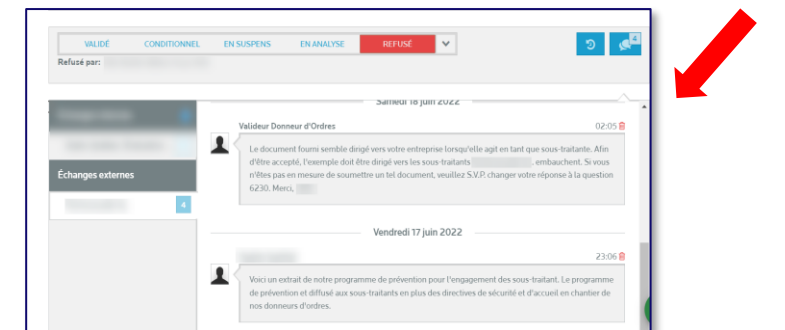 VALIDÉ CONDITIONNEL EN SUSPENS EN ANALYSE REFUSÉ
4
Refusé par:
Samedi 18 juin 2022
Valideur Donneur d'Ordres 02:05
Le document fourni semble dirigé vers votre entreprise lorsqu'elle agit en tant que sous-traitante. Afin
d'être accepté, l'exemple doit être dirigé vers les sous-traitants . embauchent. Si vous
n'êtes pas en mesure de soumettre un tel document, veuillez S.V.P. changer votre réponse à la question
6230. Merci,
Échanges externes
4
Vendredi 17 juin 2022
23:06
Voici un extrait de notre programme de prévention pour l'engagement des sous-traitant. Le programme
de prévention et diffusé aux sous-traitants en plus des directives de sécurité et d'accueil en chantier de
nos donneurs d'ordres.